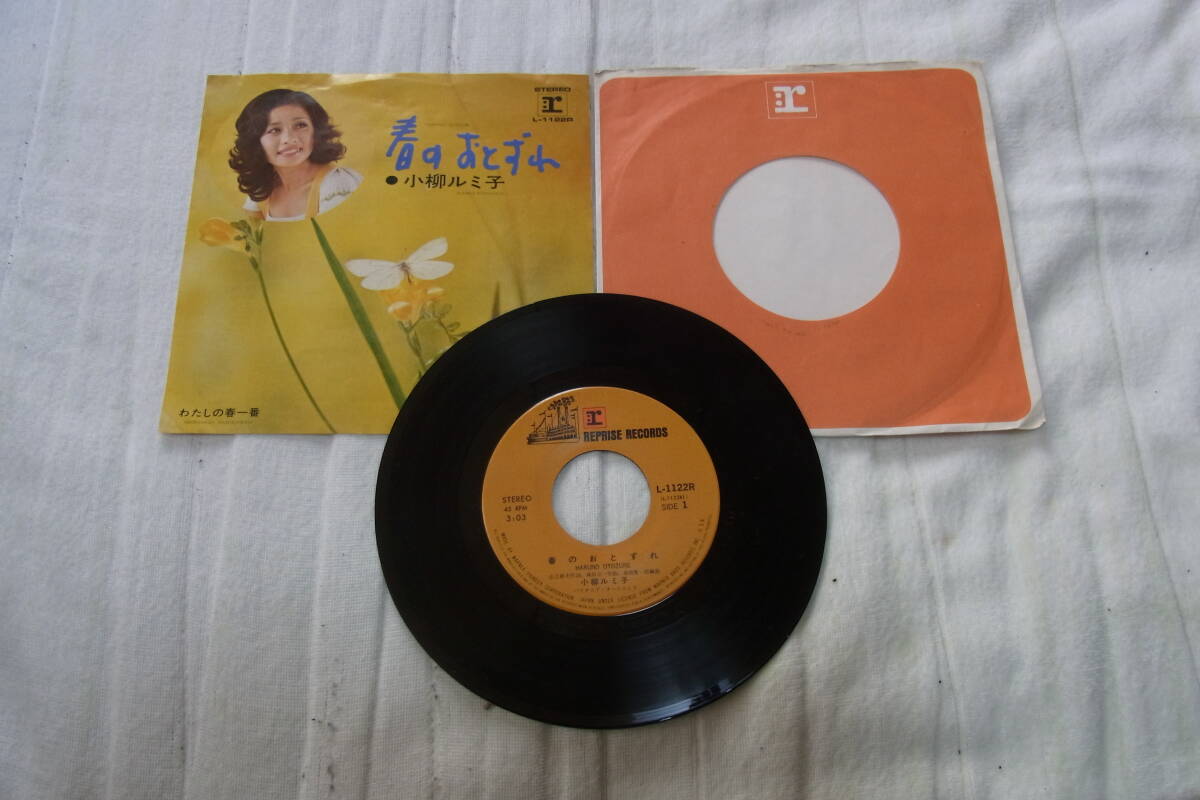 STEREO
r
L-1122R
春のおとずれ
●小柳ルミ子
わたしの春一番
r
r
REPRISE RECORDS
STEREO
45 RPM
3:03
L-1122R
SIDE 1
春のおとずれ
HARUNO OTOZURE
小柳ルミ子